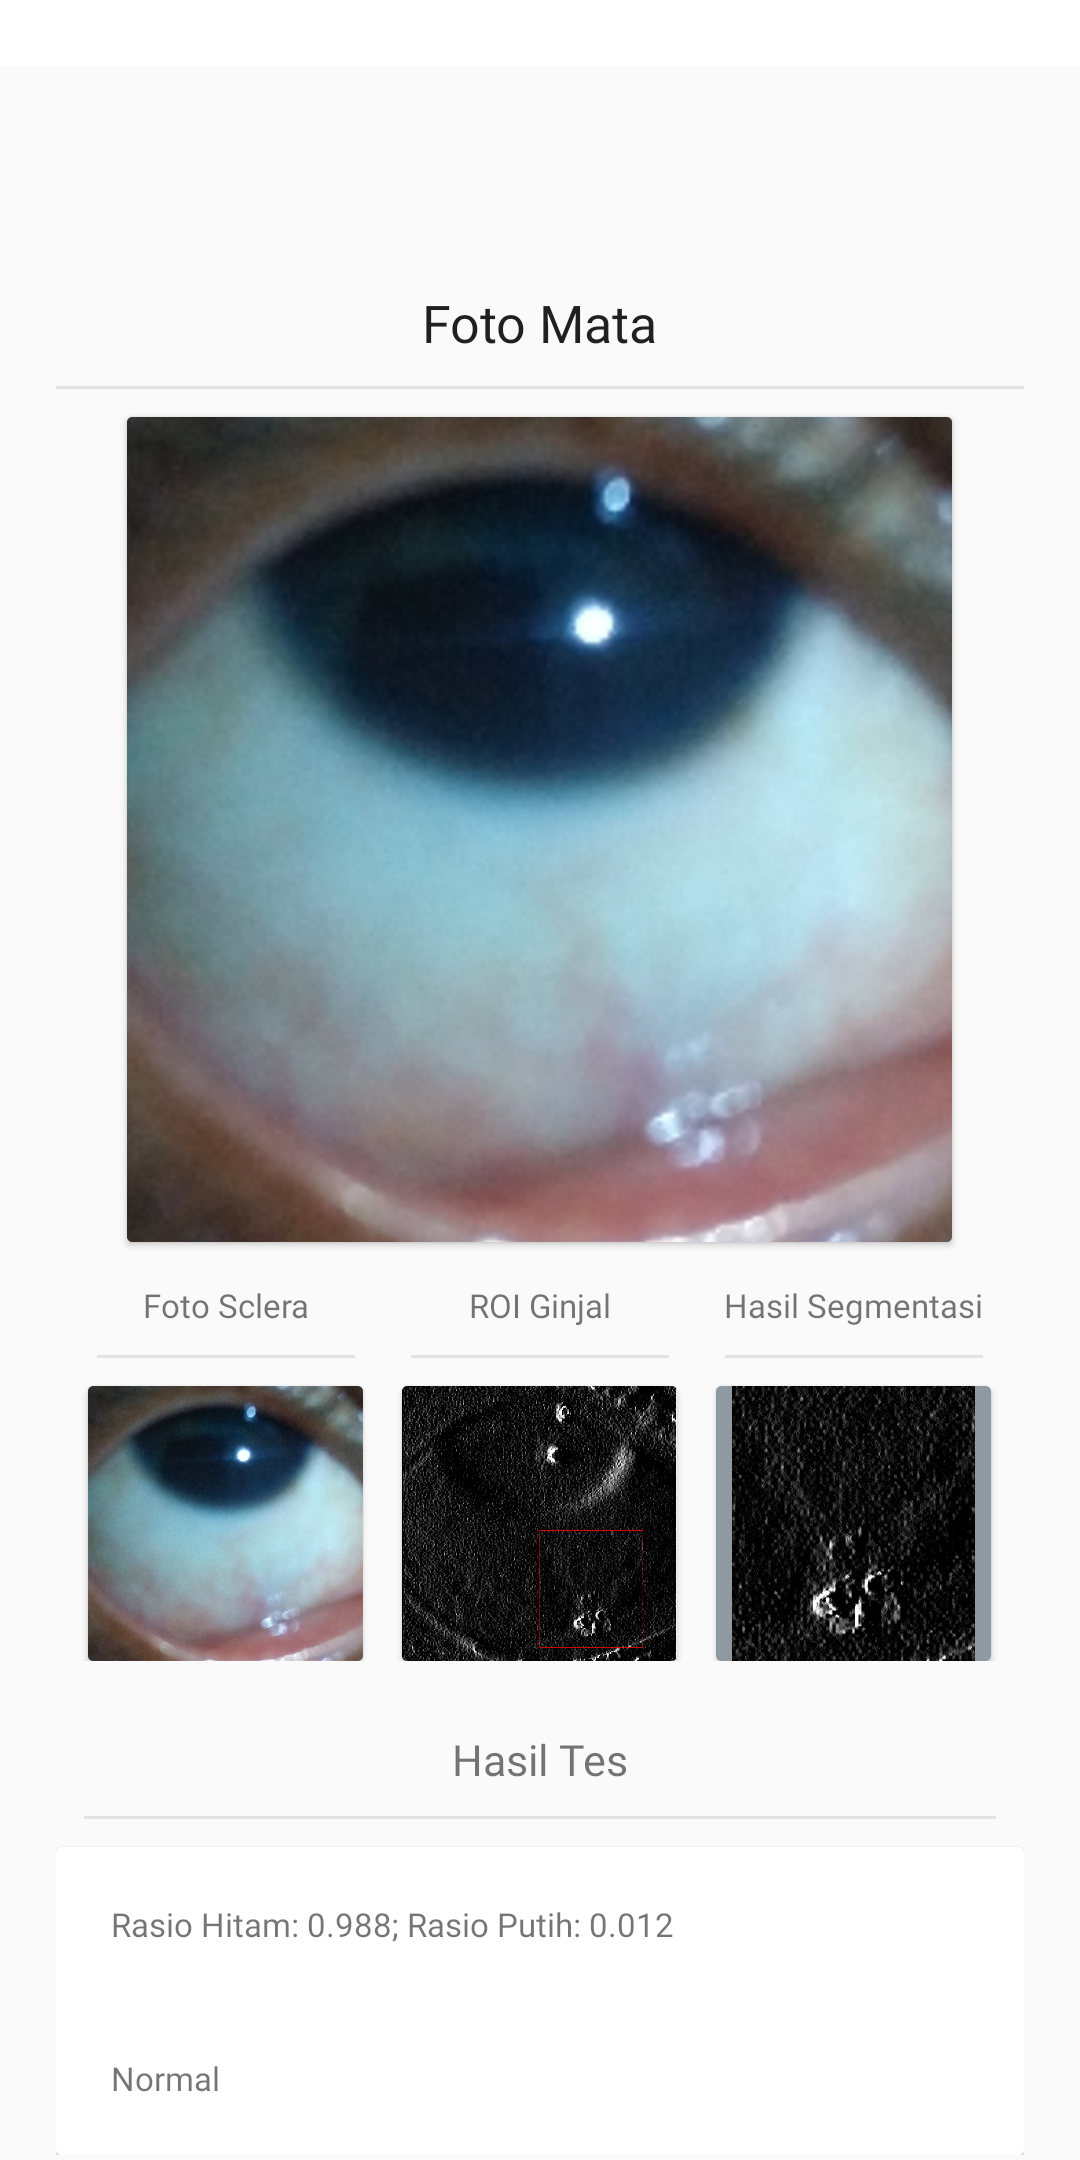 Foto Mata
Foto Sclera
ROI Ginjal
Hasil Segmentasi
Hasil Tes
Rasio Hitam: 0.988; Rasio Putih: 0.012
Normal